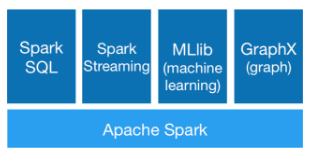 Spark
SQL
Spark
Streaming
MLlib
(machine
learning)
GraphX
(graph)
Apache Spark